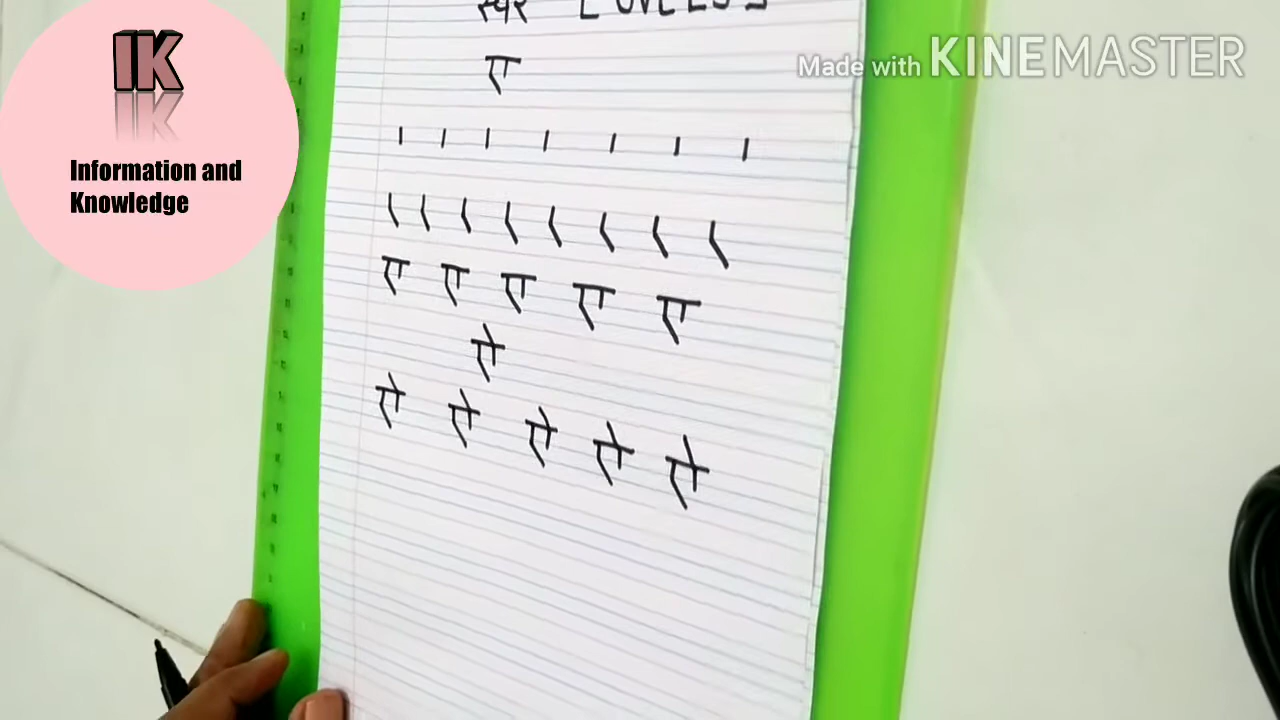 IK
Information and
Knowledge
Made with KINEMASTER
स्वर
ए
ए ए ए ए ए
ऐ
ऐ ऐ ऐ ऐ ऐ